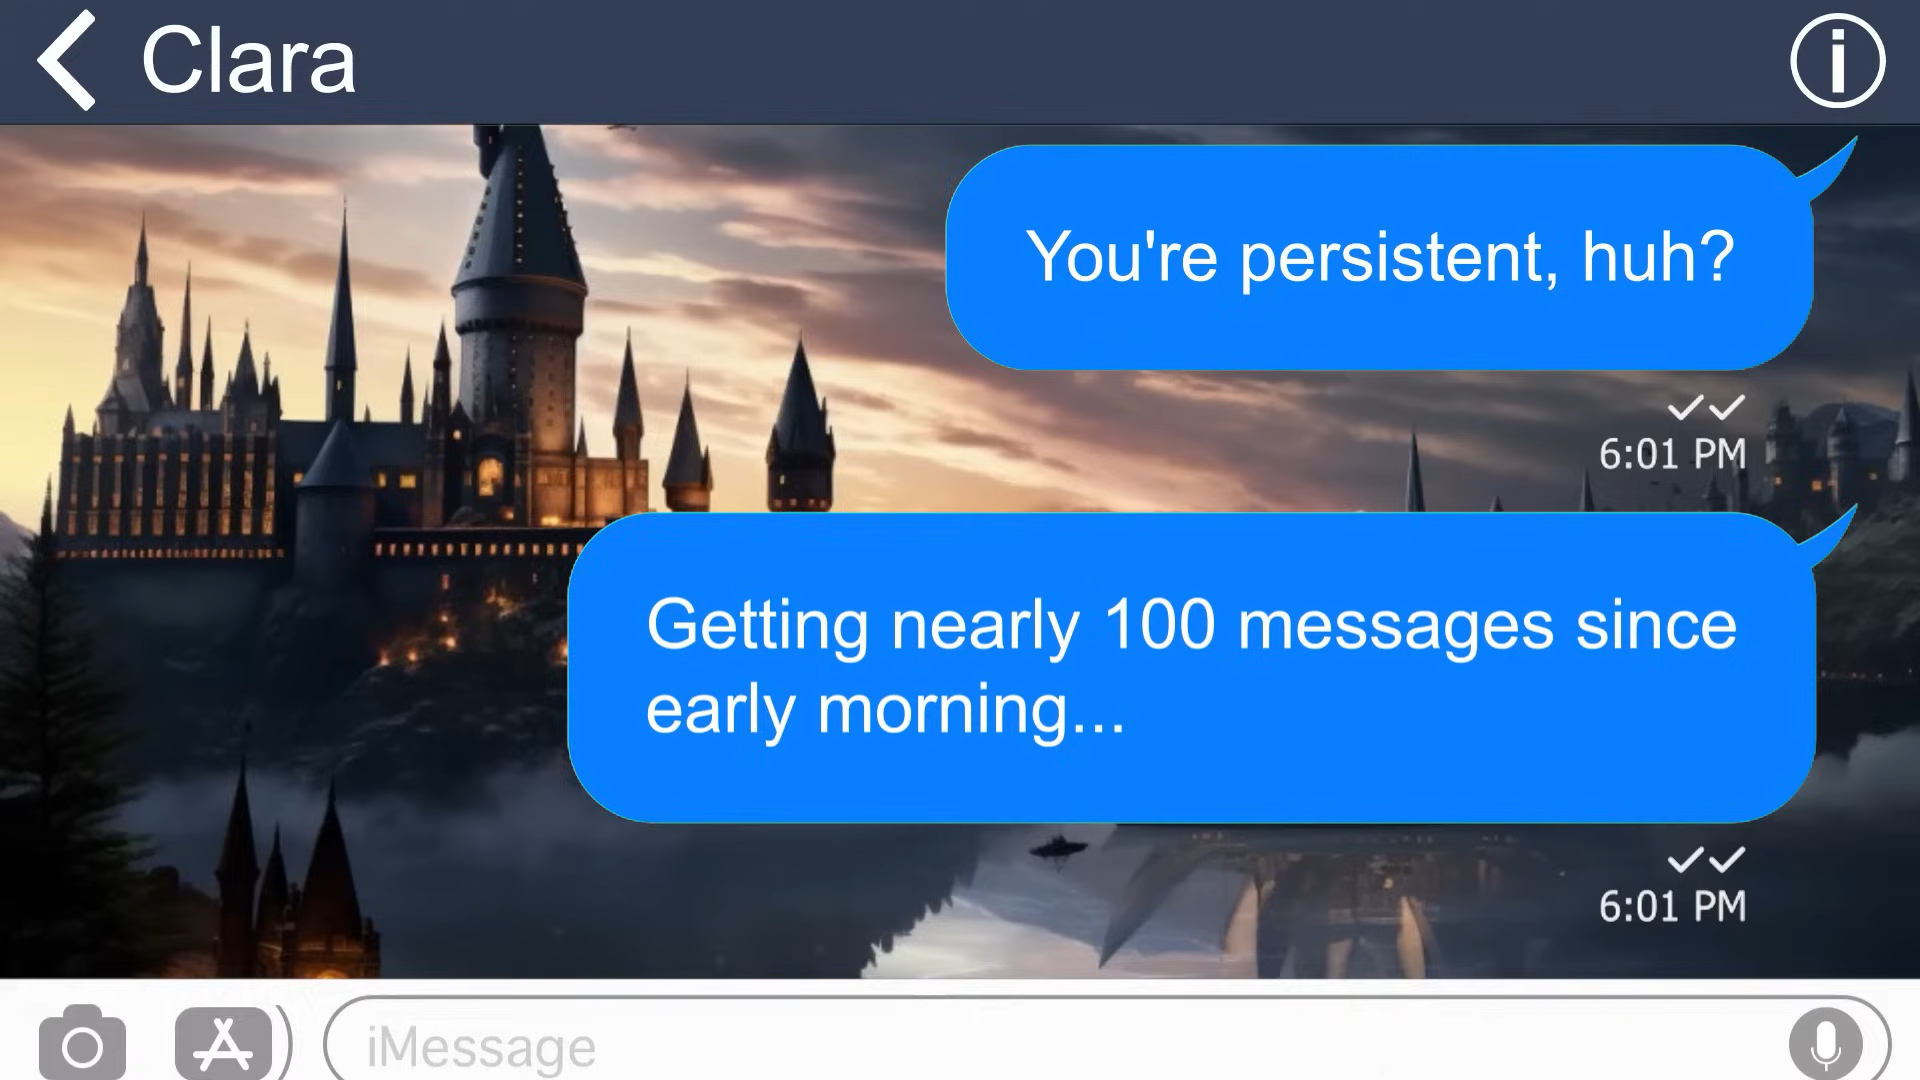 Clara
You're persistent, huh?
6:01 PM
Getting nearly 100 messages since
early morning...
6:01 PM
iMessage